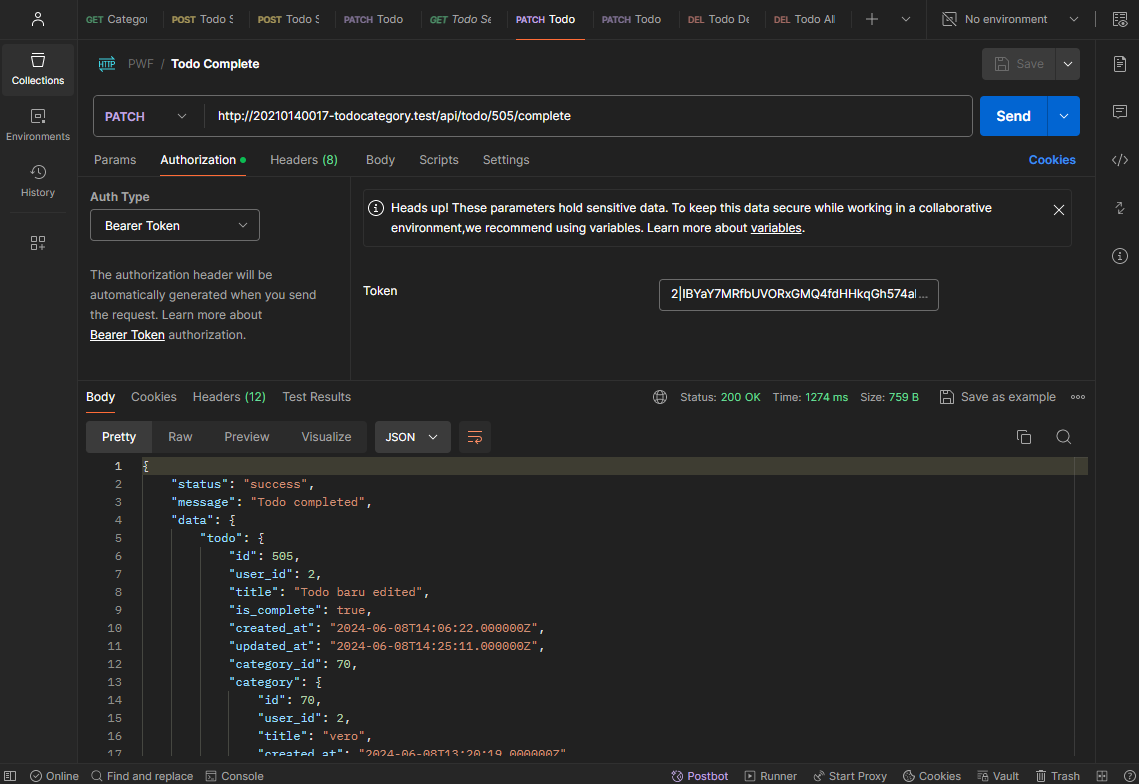 GET Categor POST Todo S POST Todo S PATCH Todo GET Todo Se PATCH Todo PATCH Todo DEL Todo De DEL Todo All No environment
Collections
Environments
History
HTTP PWF / Todo Complete Save
PATCH http://20210140017-todocategory.test/api/todo/505/complete Send
Params Authorization Headers (8) Body Scripts Settings Cookies
Auth Type
Bearer Token
The authorization header will be
automatically generated when you send
the request. Learn more about
Bearer Token authorization.
Heads up! These parameters hold sensitive data. To keep this data secure while working in a collaborative
environment,we recommend using variables. Learn more about variables.
Token 2|IBYaY7MRfbUVORxGMQ4fdHHkqGh574al...
Body Cookies Headers (12) Test Results Status: 200 OK Time: 1274 ms Size: 759 B Save as example
Pretty Raw Preview Visualize JSON
1 {
2 "status": "success",
3 "message": "Todo completed",
4 "data": {
5 "todo": {
6 "id": 505,
7 "user_id": 2,
8 "title": "Todo baru edited",
9 "is_complete": true,
10 "created_at": "2024-06-08T14:06:22.000000Z",
11 "updated_at": "2024-06-08T14:25:11.000000Z",
12 "category_id": 70,
13 "category": {
14 "id": 70,
15 "user_id": 2,
16 "title": "vero",
17 "created_at": "2024-06-08T13:20:19.000000Z"
Online Find and replace Console Postbot Runner Start Proxy Cookies Vault Trash